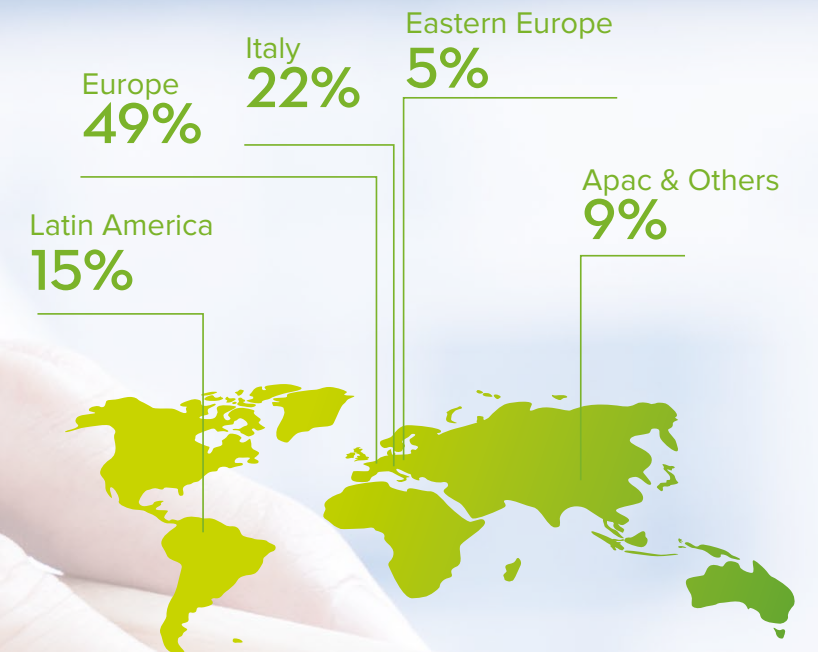 Eastern Europe
5%
Italy
22%
Europe
49%
Apac & Others
9%
Latin America
15%